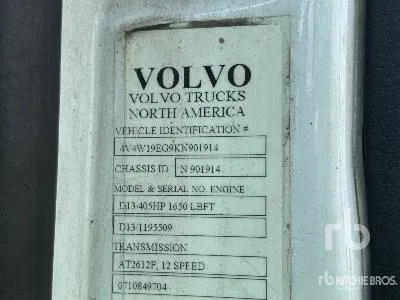 VOLVO
VOLVO TRUCKS
NORTH AMERICA
VEHICLE IDENTIFICATION #
4V4W19EG9KN901914
CHASSIS ID N 901914
MODEL & SERIAL NO. ENGINE
D13/405HP 1650 LBFT
D13/1195509
TRANSMISSION
AT2612F, 12 SPEED
0710849704
rb
rb RITCHIE BROS.